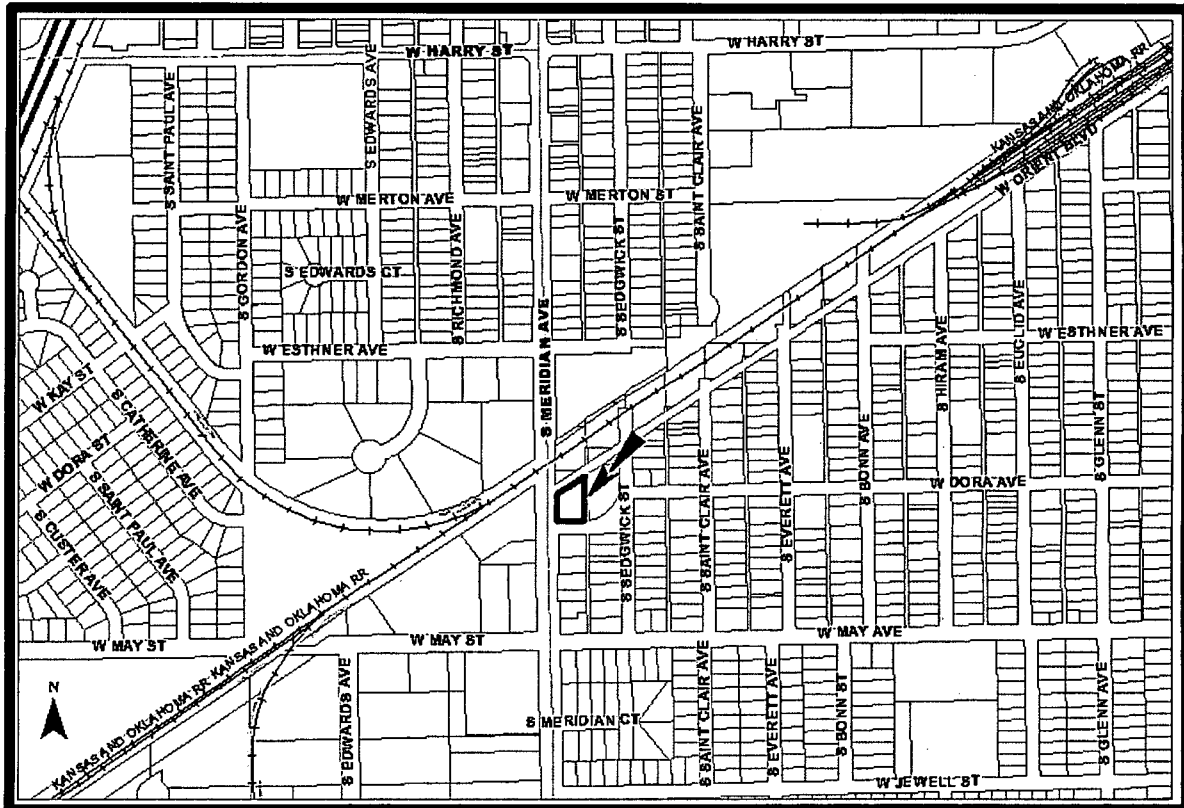 W HARRY ST
W HARRY ST
S EDWARDS AVE
S SAINT PAUL AVE
KANSAS AND OKLAHOMA RR
W ORIENT BLVD
W MERTON AVE
W MERTON ST
S SAINT CLAIR AVE
S GORDON AVE
S RICHMOND AVE
S SEDGWICK ST
S EDWARDS CT
S MERIDIAN AVE
W ESTHNER AVE
W ESTHNER AVE
S HIRAM AVE
S EUCLID AVE
S GLENN ST
W KAY ST
S CATHERINE AVE
W DORA ST
S SAINT PAUL AVE
S CUSTER AVE
S BONN AVE
W DORA AVE
S SEDGWICK ST
S SAINT CLAIR AVE
S EVERETT AVE
W MAY ST
W MAY ST
W MAY AVE
KANSAS AND OKLAHOMA RR
KANSAS AND OKLAHOMA RR
N
S EDWARDS AVE
S MERIDIAN CT
S SAINT CLAIR AVE
S EVERETT AVE
S BONN ST
S GLENN AVE
W JEWELL ST